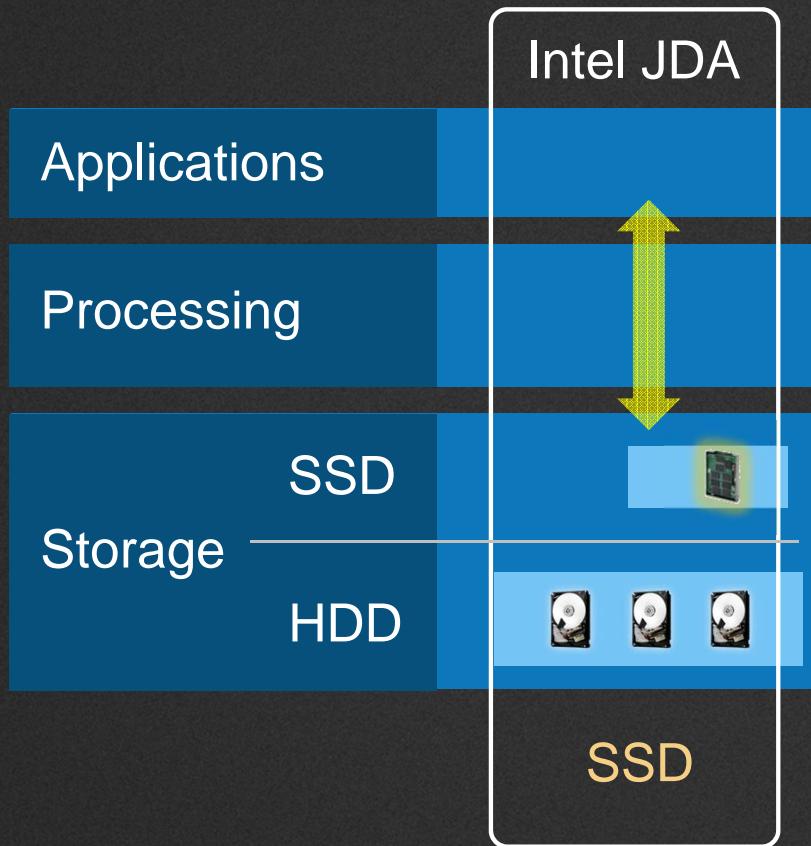 Intel JDA
Applications
Processing
SSD
Storage
HDD
SSD